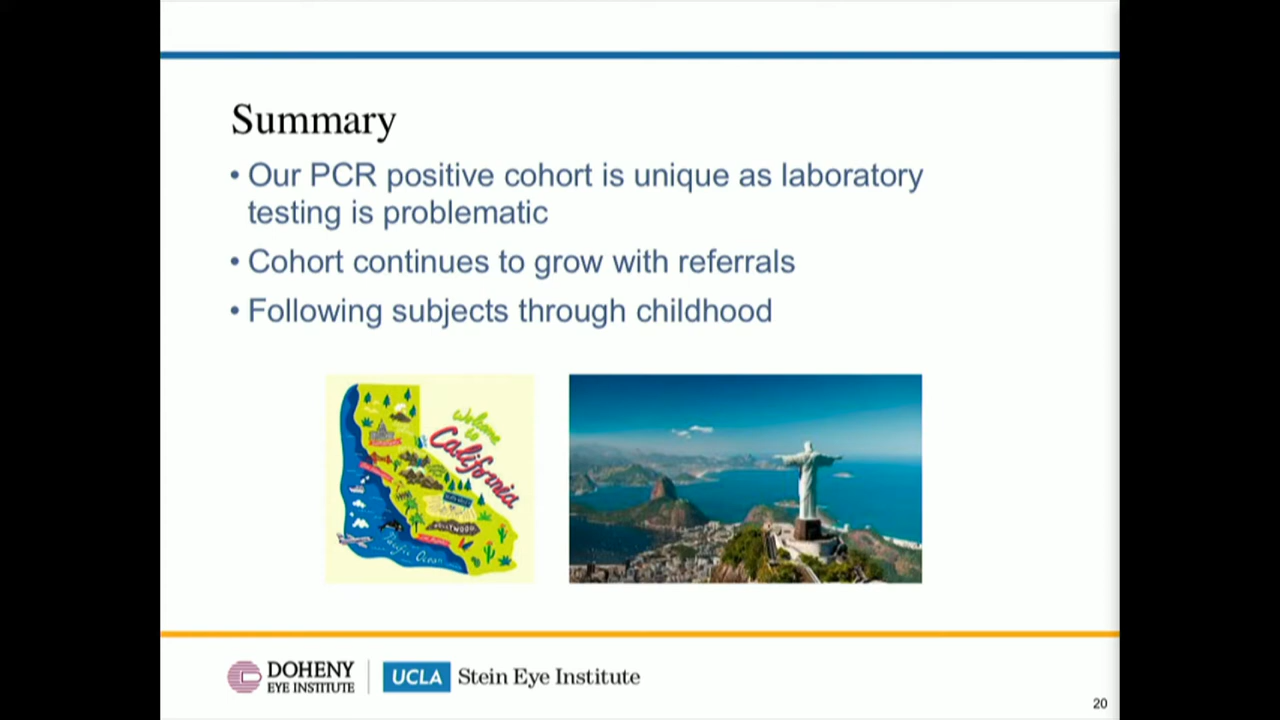 Summary
• Our PCR positive cohort is unique as laboratory
testing is problematic
• Cohort continues to grow with referrals
• Following subjects through childhood
Welcome
to
California
HOLLYWOOD
Pacific Ocean
DOHENY
EYE INSTITUTE
UCLA
Stein Eye Institute
20